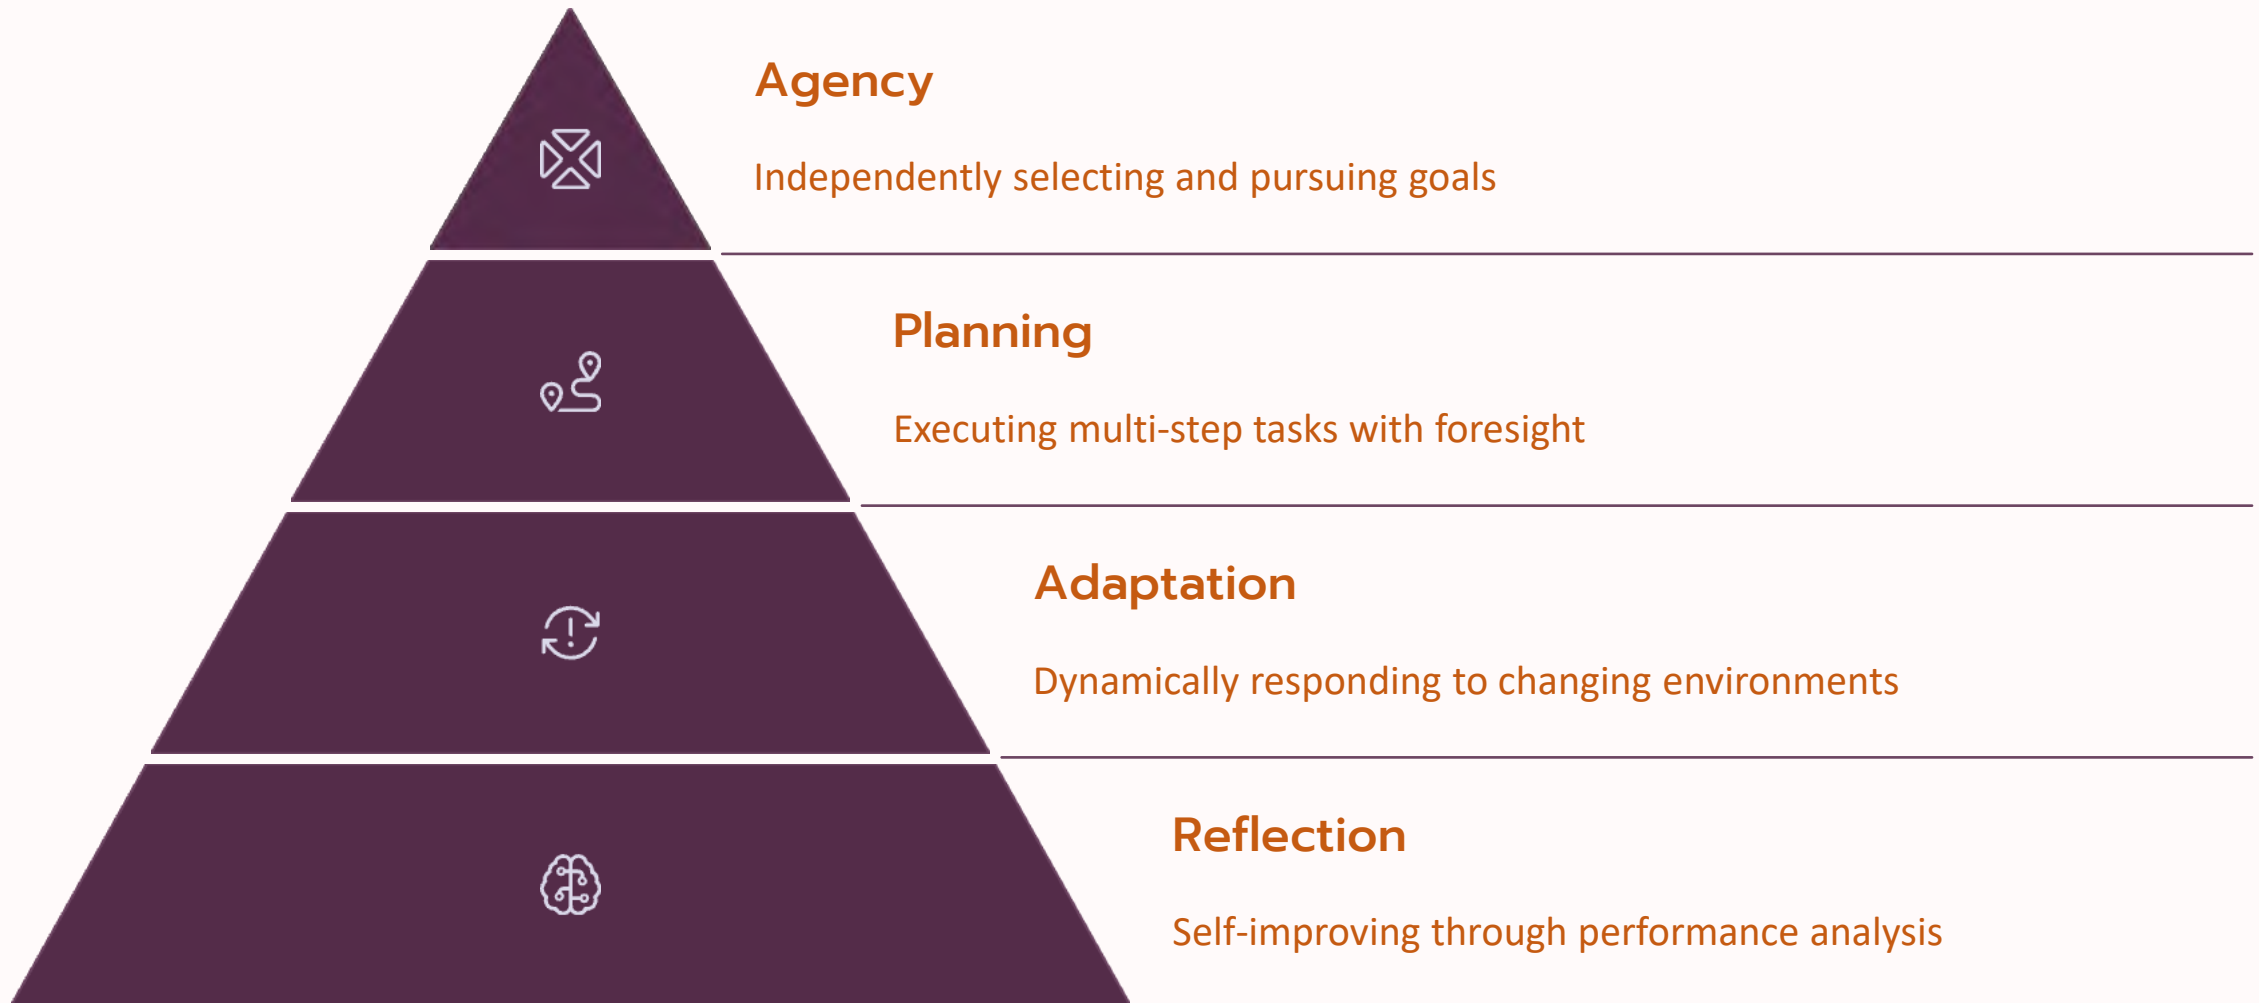 Agency
Independently selecting and pursuing goals
Planning
Executing multi-step tasks with foresight
Adaptation
Dynamically responding to changing environments
Reflection
Self-improving through performance analysis